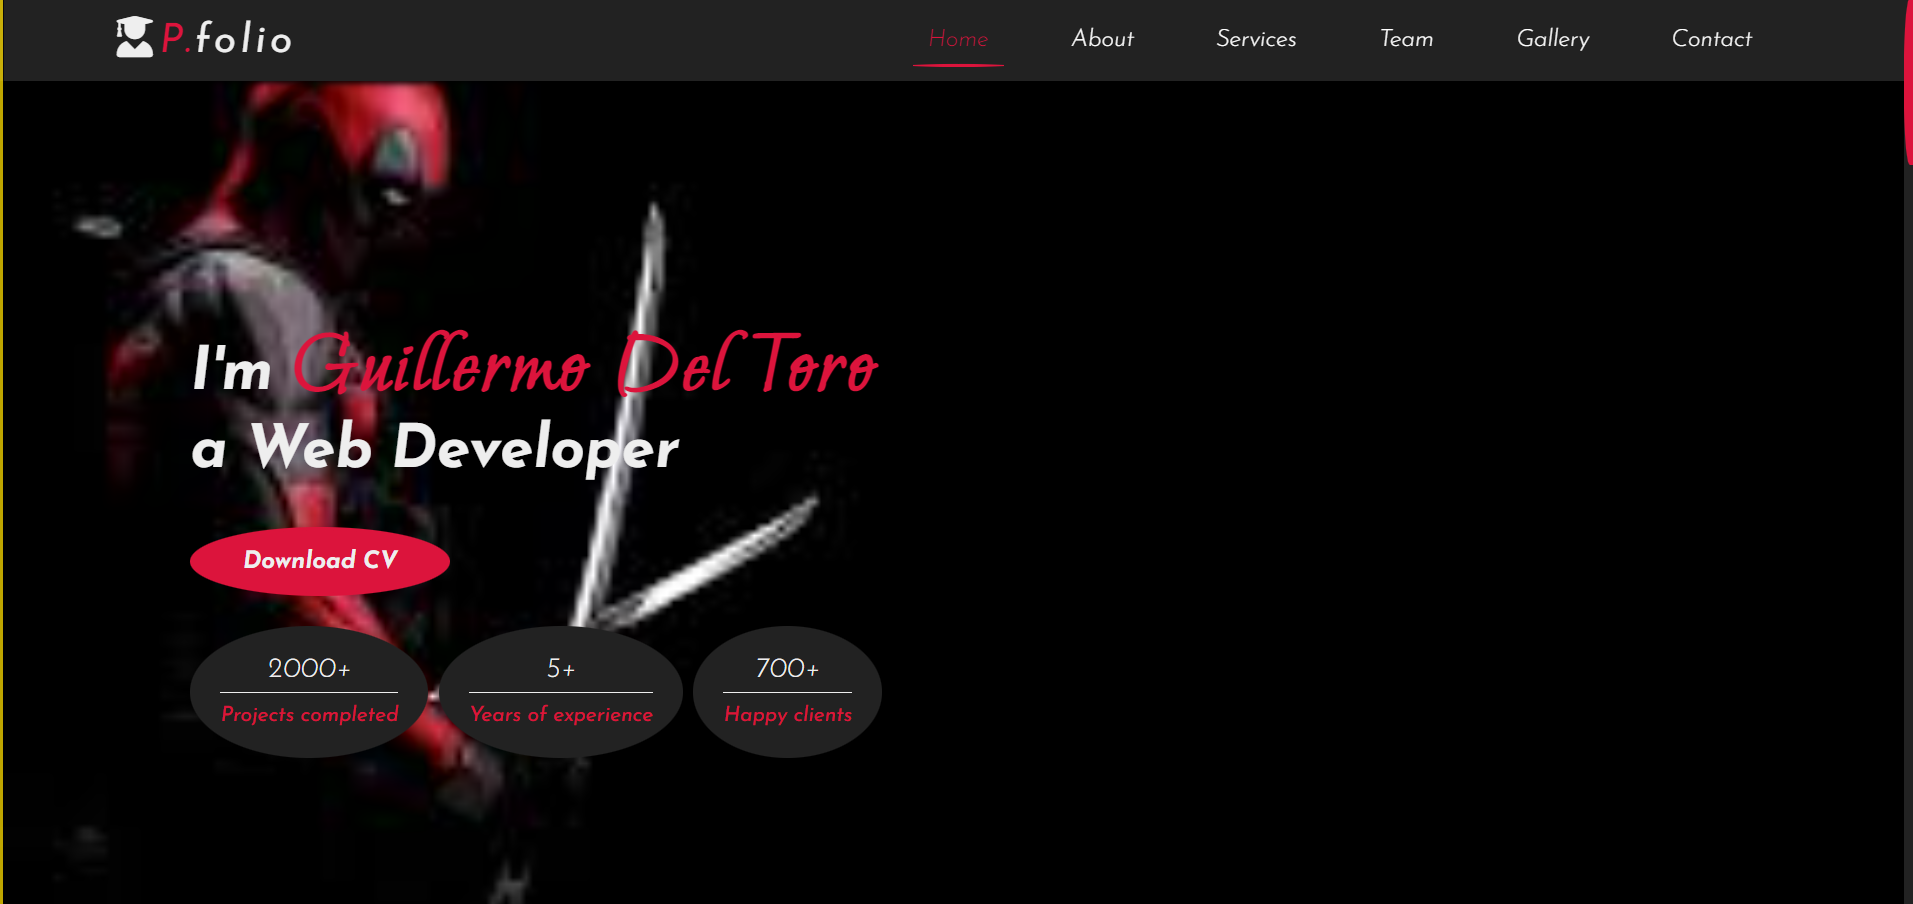 P.folio
Home About Services Team Gallery Contact
I'm Guillermo Del Toro
a Web Developer
Download CV
2000+
Projects completed
5+
Years of experience
700+
Happy clients